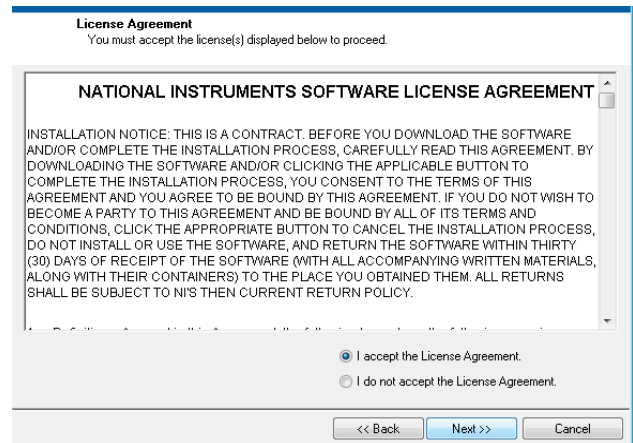 License Agreement
You must accept the license(s) displayed below to proceed.
NATIONAL INSTRUMENTS SOFTWARE LICENSE AGREEMENT
INSTALLATION NOTICE: THIS IS A CONTRACT. BEFORE YOU DOWNLOAD THE SOFTWARE
AND/OR COMPLETE THE INSTALLATION PROCESS, CAREFULLY READ THIS AGREEMENT. BY
DOWNLOADING THE SOFTWARE AND/OR CLICKING THE APPLICABLE BUTTON TO
COMPLETE THE INSTALLATION PROCESS, YOU CONSENT TO THE TERMS OF THIS
AGREEMENT AND YOU AGREE TO BE BOUND BY THIS AGREEMENT. IF YOU DO NOT WISH TO
BECOME A PARTY TO THIS AGREEMENT AND BE BOUND BY ALL OF ITS TERMS AND
CONDITIONS, CLICK THE APPROPRIATE BUTTON TO CANCEL THE INSTALLATION PROCESS,
DO NOT INSTALL OR USE THE SOFTWARE, AND RETURN THE SOFTWARE WITHIN THIRTY
(30) DAYS OF RECEIPT OF THE SOFTWARE (WITH ALL ACCOMPANYING WRITTEN MATERIALS,
ALONG WITH THEIR CONTAINERS) TO THE PLACE YOU OBTAINED THEM. ALL RETURNS
SHALL BE SUBJECT TO NI'S THEN CURRENT RETURN POLICY.
I accept the License Agreement.
I do not accept the License Agreement.
<< Back
Next >>
Cancel